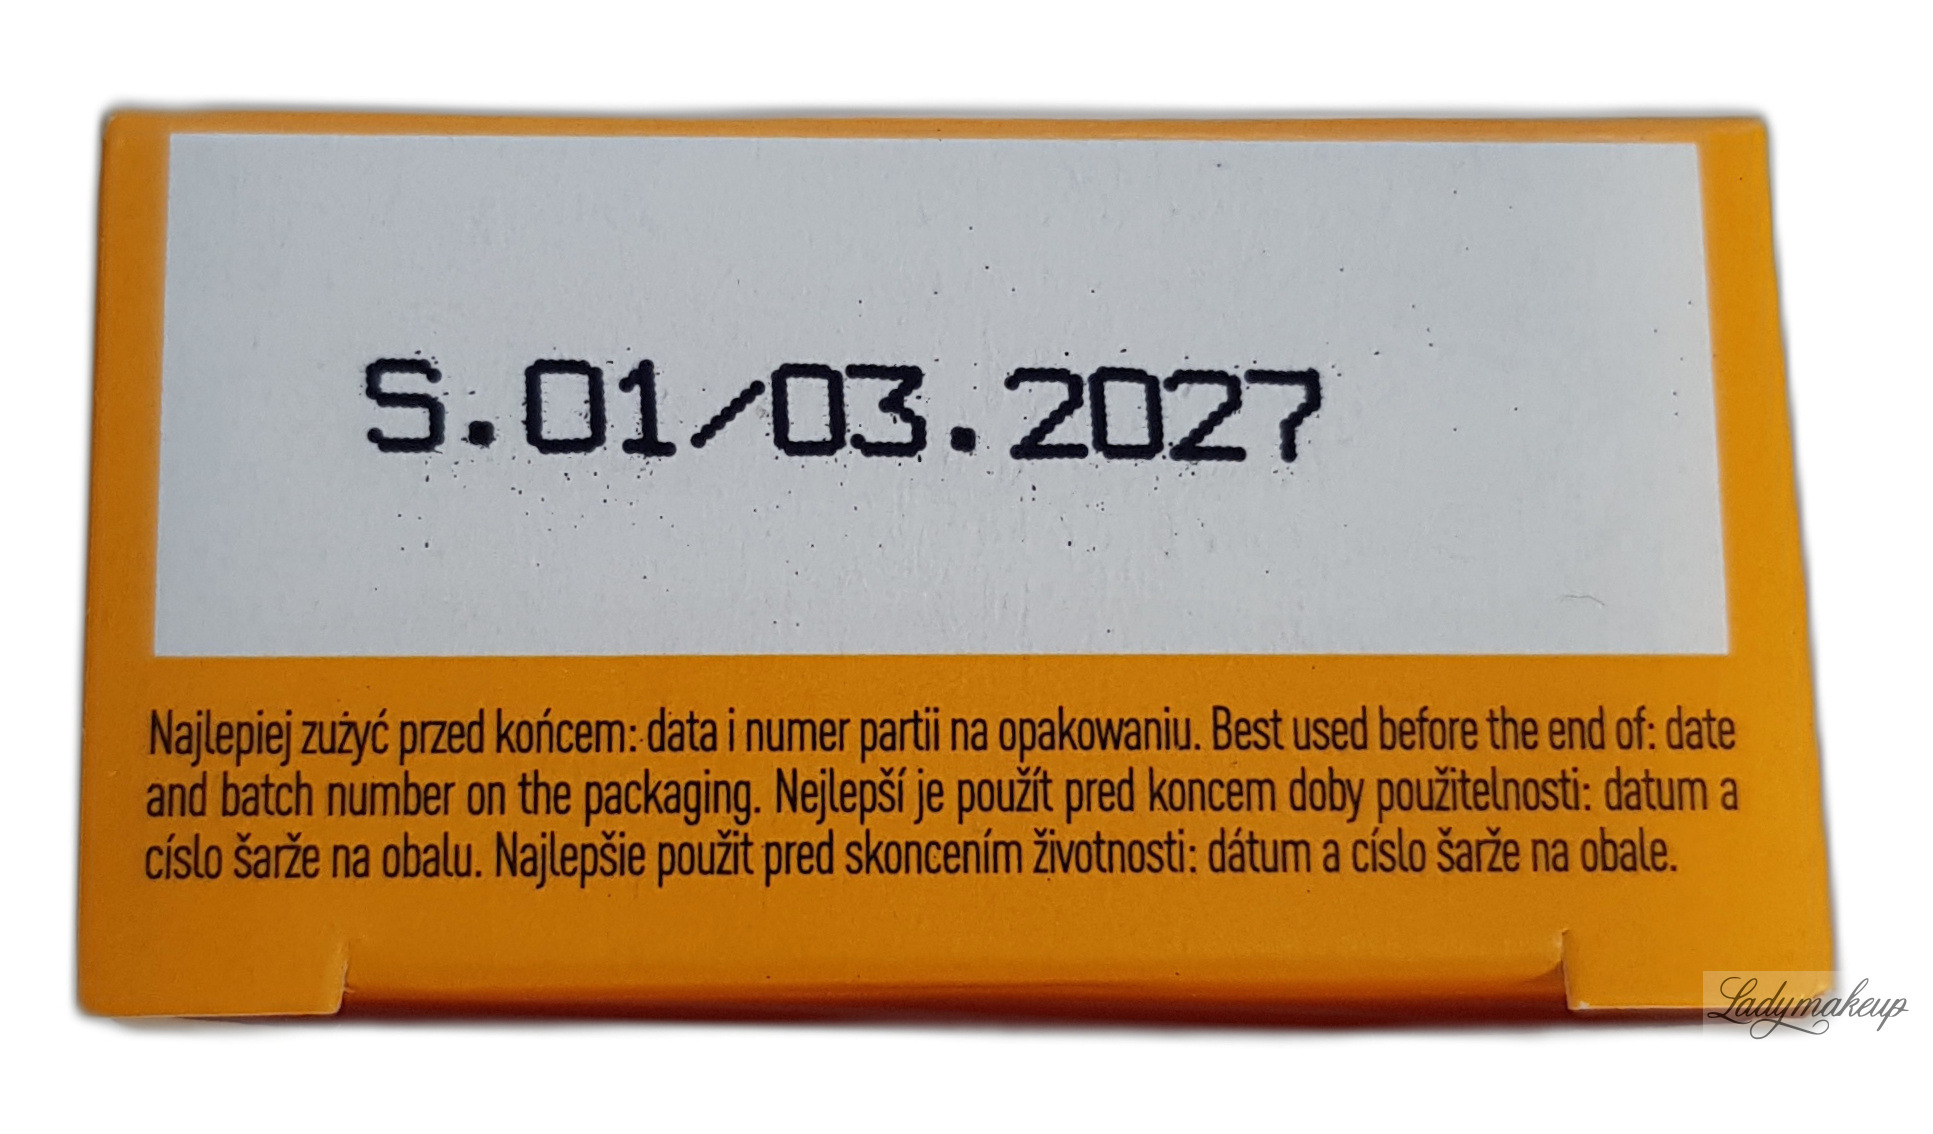 S.01/03.2027
Najlepiej zużyć przed końcem: data i numer partii na opakowaniu. Best used before the end of: date
and batch number on the packaging. Nejlepší je použít pred koncem doby použitelnosti: datum a
císlo šarže na obalu. Najlepšie použit pred skoncením životnosti: dátum a císlo šarže na obale.
Ladymakeup